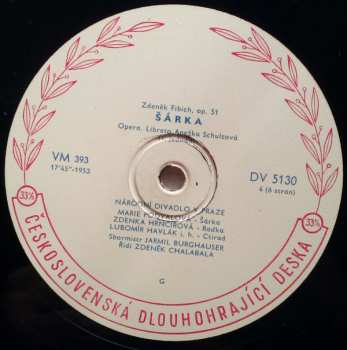 Zdeněk Fibich, op. 51
ŠÁRKA
Opera. Libreto Anežka Schulzová
VM 393
17'45"-1953
DV 5130
4 (6 stran)
NÁRODNÍ DIVADLO PRAZE
MARIE - Šárka
ZDENKA HRNČÍŘOVÁ - Radka
LUBOMÍR HAVLÁK j. h. - Ctirad
Sbormistr JARMIL BURGHAUSER
Řídí ZDENĚK CHALABALA
G
33⅓
33⅓
ČESKOSLOVENSKÁ DLOUHOHRAJÍCÍ DESKA